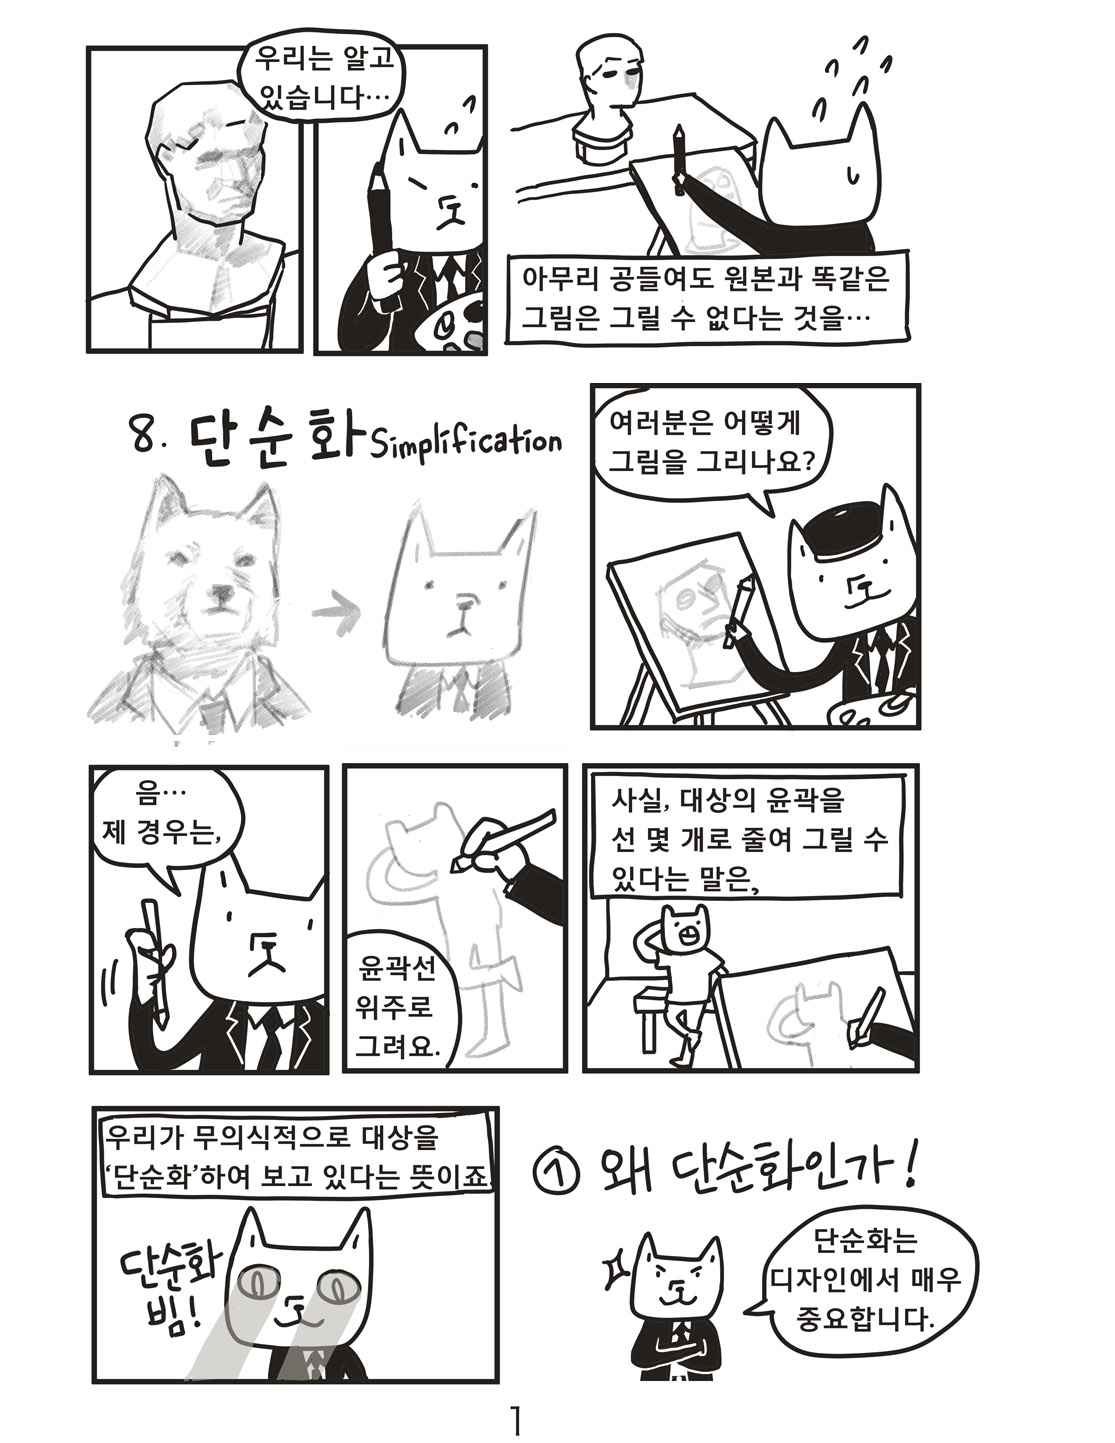 우리는 알고
있습니다…
아무리 공들여도 원본과 똑같은
그림은 그릴 수 없다는 것을…
8. 단순화 Simplification
여러분은 어떻게
그림을 그리나요?
음…
제 경우는,
윤곽선
위주로
그려요.
사실, 대상의 윤곽을
선 몇 개로 줄여 그릴 수
있다는 말은,
우리가 무의식적으로 대상을
'단순화'하여 보고 있다는 뜻이죠
단순화
빔!
① 왜 단순화인가!
단순화는
디자인에서 매우
중요합니다.
1